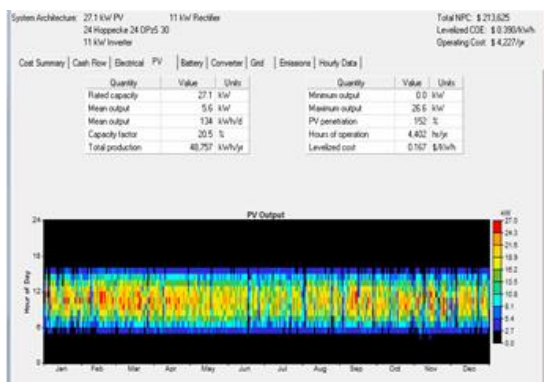 System Architecture: 27.1 kW PV 11 kW Rectifier Total NPC: $ 213,625
24 Hoppecke 24 OPzS 30 Levelized COE: $ 0.390/kWh
11 kW Inverter Operating Cost: $ 4,227/yr
Cost Summary Cash Flow Electrical PV Battery Converter Grid Emissions Hourly Data
Quantity Value Units Quantity Value Units
Rated capacity 27.1 kW Minimum output 0.0 kW
Mean output 5.6 kW Maximum output 26.6 kW
Mean output 134 kWh/d PV penetration 152 %
Capacity factor 20.5 % Hours of operation 4,402 hr/yr
Total production 48,757 kWh/yr Levelized cost 0.167 $/kWh
PV Output
kW
24 27.0
24.3
21.6
18 18.9
16.2
Hour of Day
12 13.5
10.8
8.1
6 5.4
2.7
0 0.0
Jan Feb Mar Apr May Jun Jul Aug Sep Oct Nov Dec